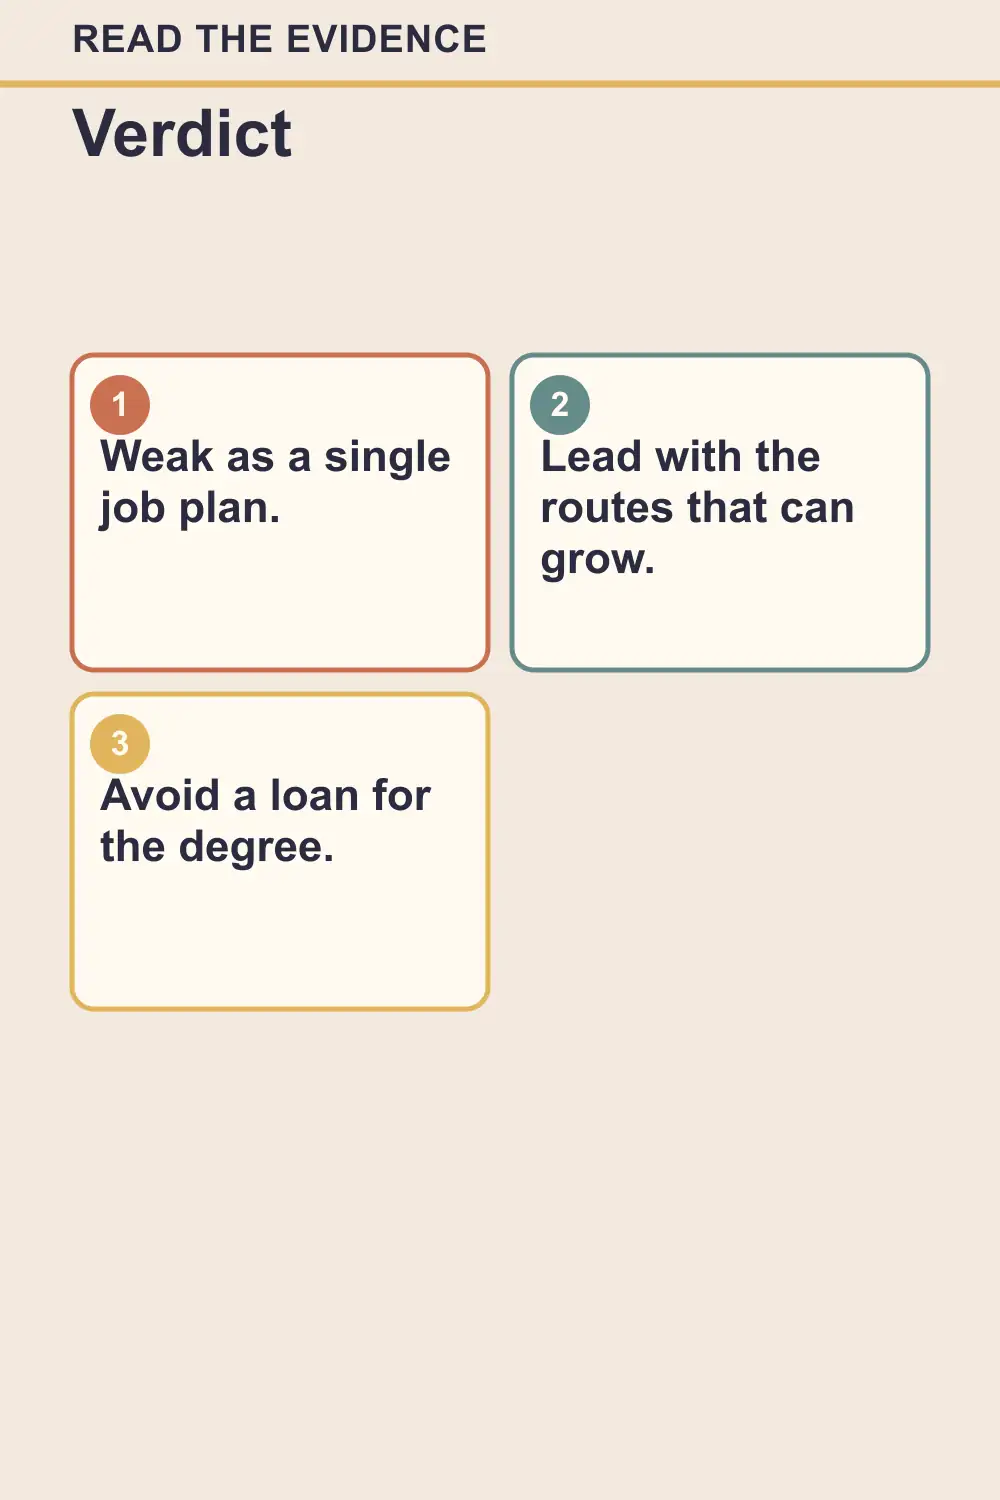 READ THE EVIDENCE
Verdict
1
Weak as a single
job plan.
2
Lead with the
routes that can
grow.
3
Avoid a loan for
the degree.